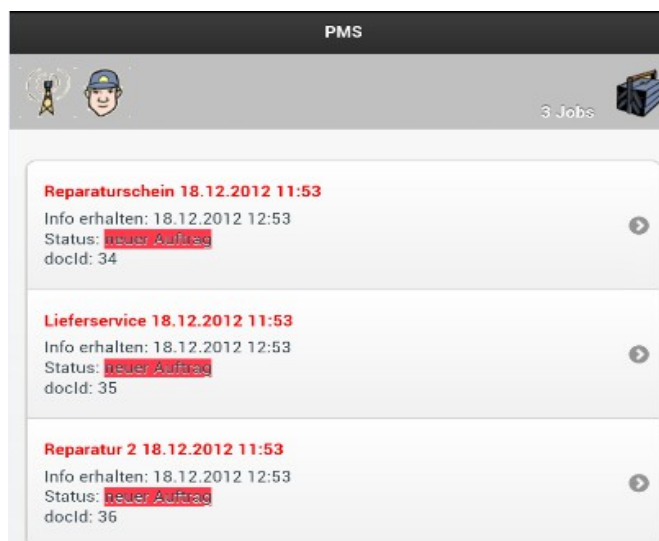 PMS
3 Jobs
Reparaturschein 18.12.2012 11:53
Info erhalten: 18.12.2012 12:53
Status: neuer Auftrag
docId: 34
Lieferservice 18.12.2012 11:53
Info erhalten: 18.12.2012 12:53
Status: neuer Auftrag
docId: 35
Reparatur 2 18.12.2012 11:53
Info erhalten: 18.12.2012 12:53
Status: neuer Auftrag
docId: 36